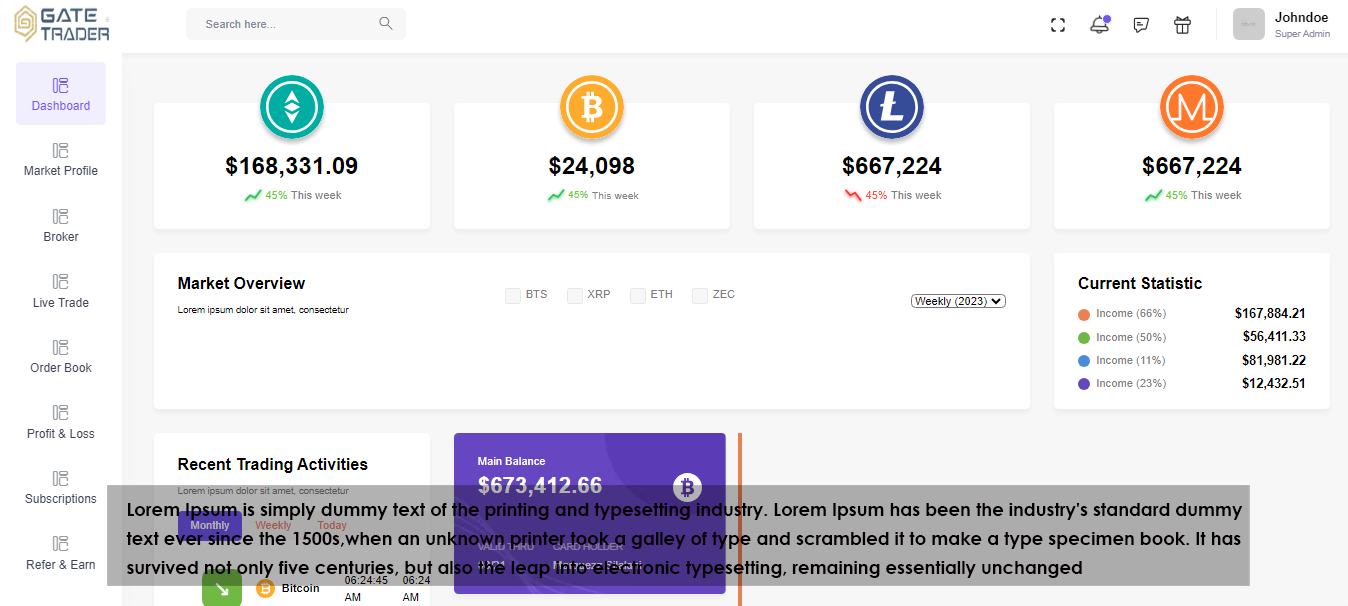 GATE
TRADER
Search here...
Johndoe
Super Admin
Dashboard
Market Profile
Broker
Live Trade
Order Book
Profit & Loss
Subscriptions
Refer & Earn
$168,331.09
45% This week
$24,098
45% This week
$667,224
45% This week
$667,224
45% This week
Market Overview
Lorem ipsum dolor sit amet, consectetur
BTS XRP ETH ZEC
Weekly (2023)
Current Statistic
Income (66%) $167,884.21
Income (50%) $56,411.33
Income (11%) $81,981.22
Income (23%) $12,432.51
Recent Trading Activities
Lorem ipsum dolor sit amet, consectetur
Monthly Weekly Today
Bitcoin
06:24:45
AM
06:24
AM
Main Balance
$673,412.66
VALID THRU CARD HOLDER
Lorem Ipsum is simply dummy text of the printing and typesetting industry. Lorem Ipsum has been the industry's standard dummy
text ever since the 1500s,when an unknown printer took a galley of type and scrambled it to make a type specimen book. It has
survived not only five centuries, but also the leap into electronic typesetting, remaining essentially unchanged